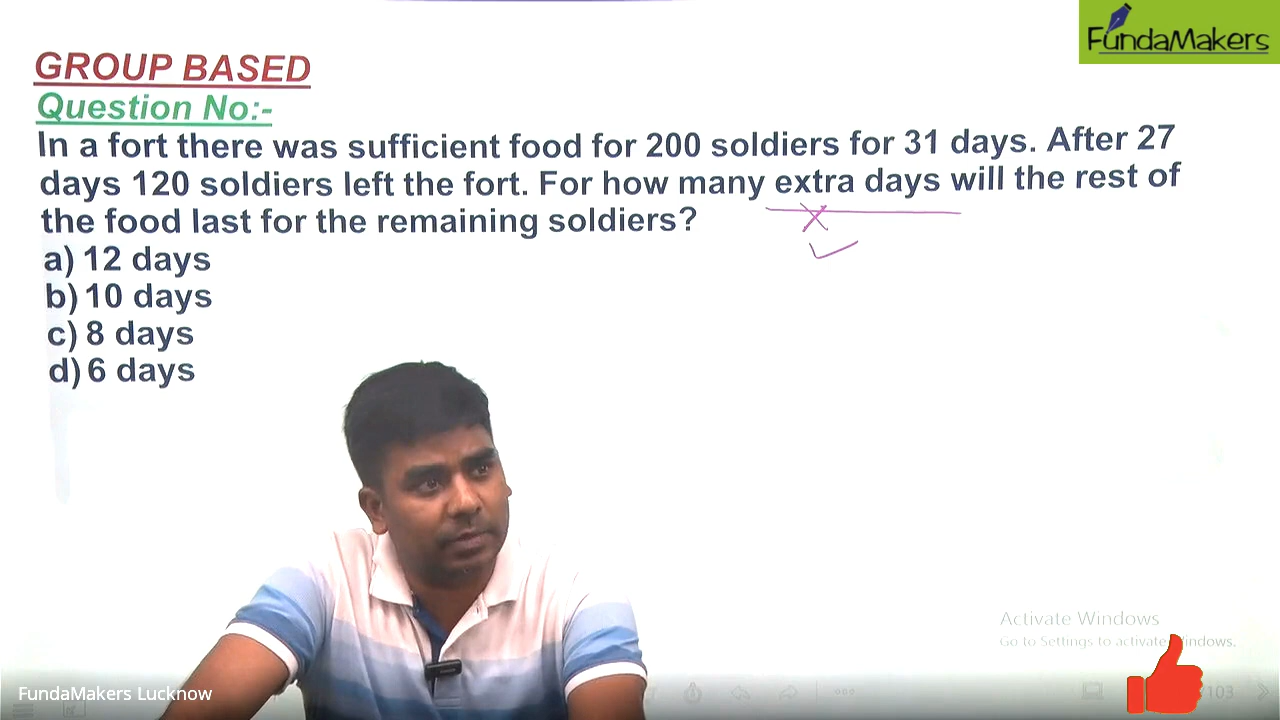 FundaMakers
GROUP BASED
Question No:-
In a fort there was sufficient food for 200 soldiers for 31 days. After 27
days 120 soldiers left the fort. For how many extra days will the rest of
the food last for the remaining soldiers?
a) 12 days
b) 10 days
c) 8 days
d) 6 days
Activate Windows
Go to Settings to activate Windows.
FundaMakers Lucknow
/103